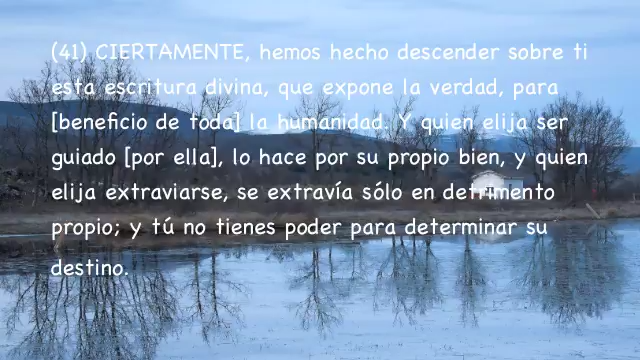 (41) CIERTAMENTE, hemos hecho descender sobre ti
esta escritura divina, que expone la verdad, para
[beneficio de toda] la humanidad. Y quien elija ser
guiado [por ella], lo hace por su propio bien, y quien
elija extraviarse, se extravía sólo en detrimento
propio; y tú no tienes poder para determinar su
destino.